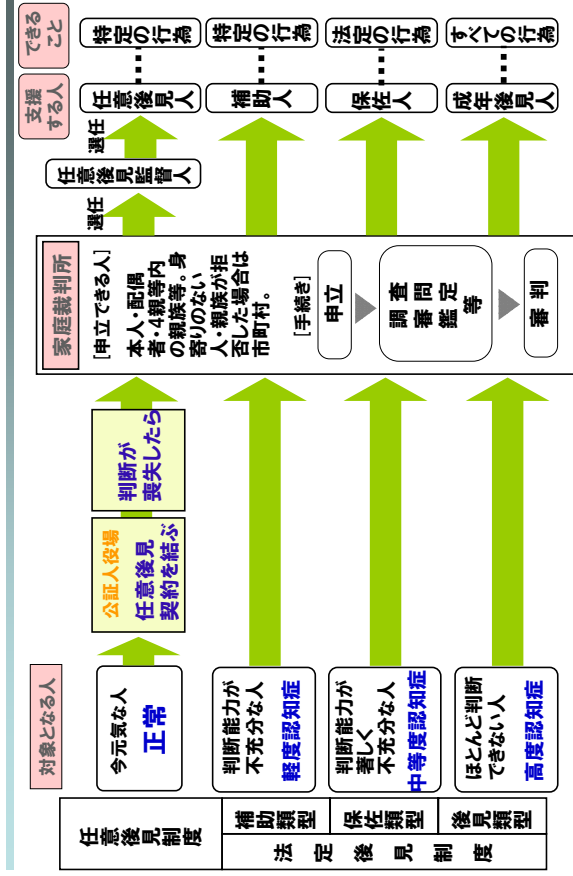 対象となる人
支援
する人
できる
こと
任意後見制度
今元気な人
正常
公証人役場
任意後見
契約を結ぶ
判断が
喪失したら
家庭裁判所
[申立できる人]
本人・配偶
者・4親等内
の親族等。身
寄りのない
人・親族が拒
否した場合は
市町村。
[手続き]
申立
調査
審問
鑑定
等
審判
選任
任意後見監督人
選任
任意後見人
特定の行為
法定後見制度
補助類型
判断能力が
不充分な人
軽度認知症
補助人
特定の行為
保佐類型
判断能力が
著しく
不充分な人
中等度認知症
保佐人
法定の行為
後見類型
ほとんど判断
できない人
高度認知症
成年後見人
すべての行為